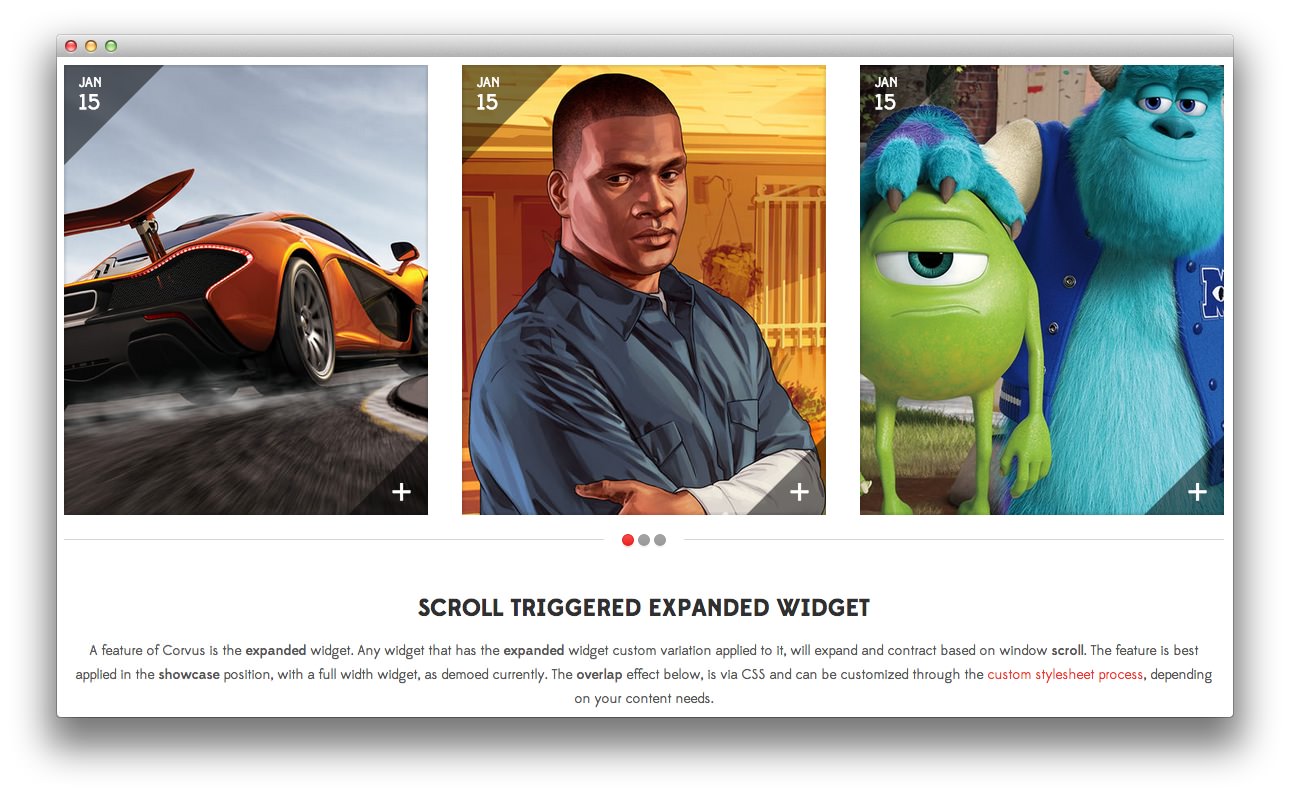 JAN
15
JAN
15
JAN
15
SCROLL TRIGGERED EXPANDED WIDGET
A feature of Corvus is the expanded widget. Any widget that has the expanded widget custom variation applied to it, will expand and contract based on window scroll. The feature is best
applied in the showcase position, with a full width widget, as demoed currently. The overlap effect below, is via CSS and can be customized through the custom stylesheet process, depending
on your content needs.